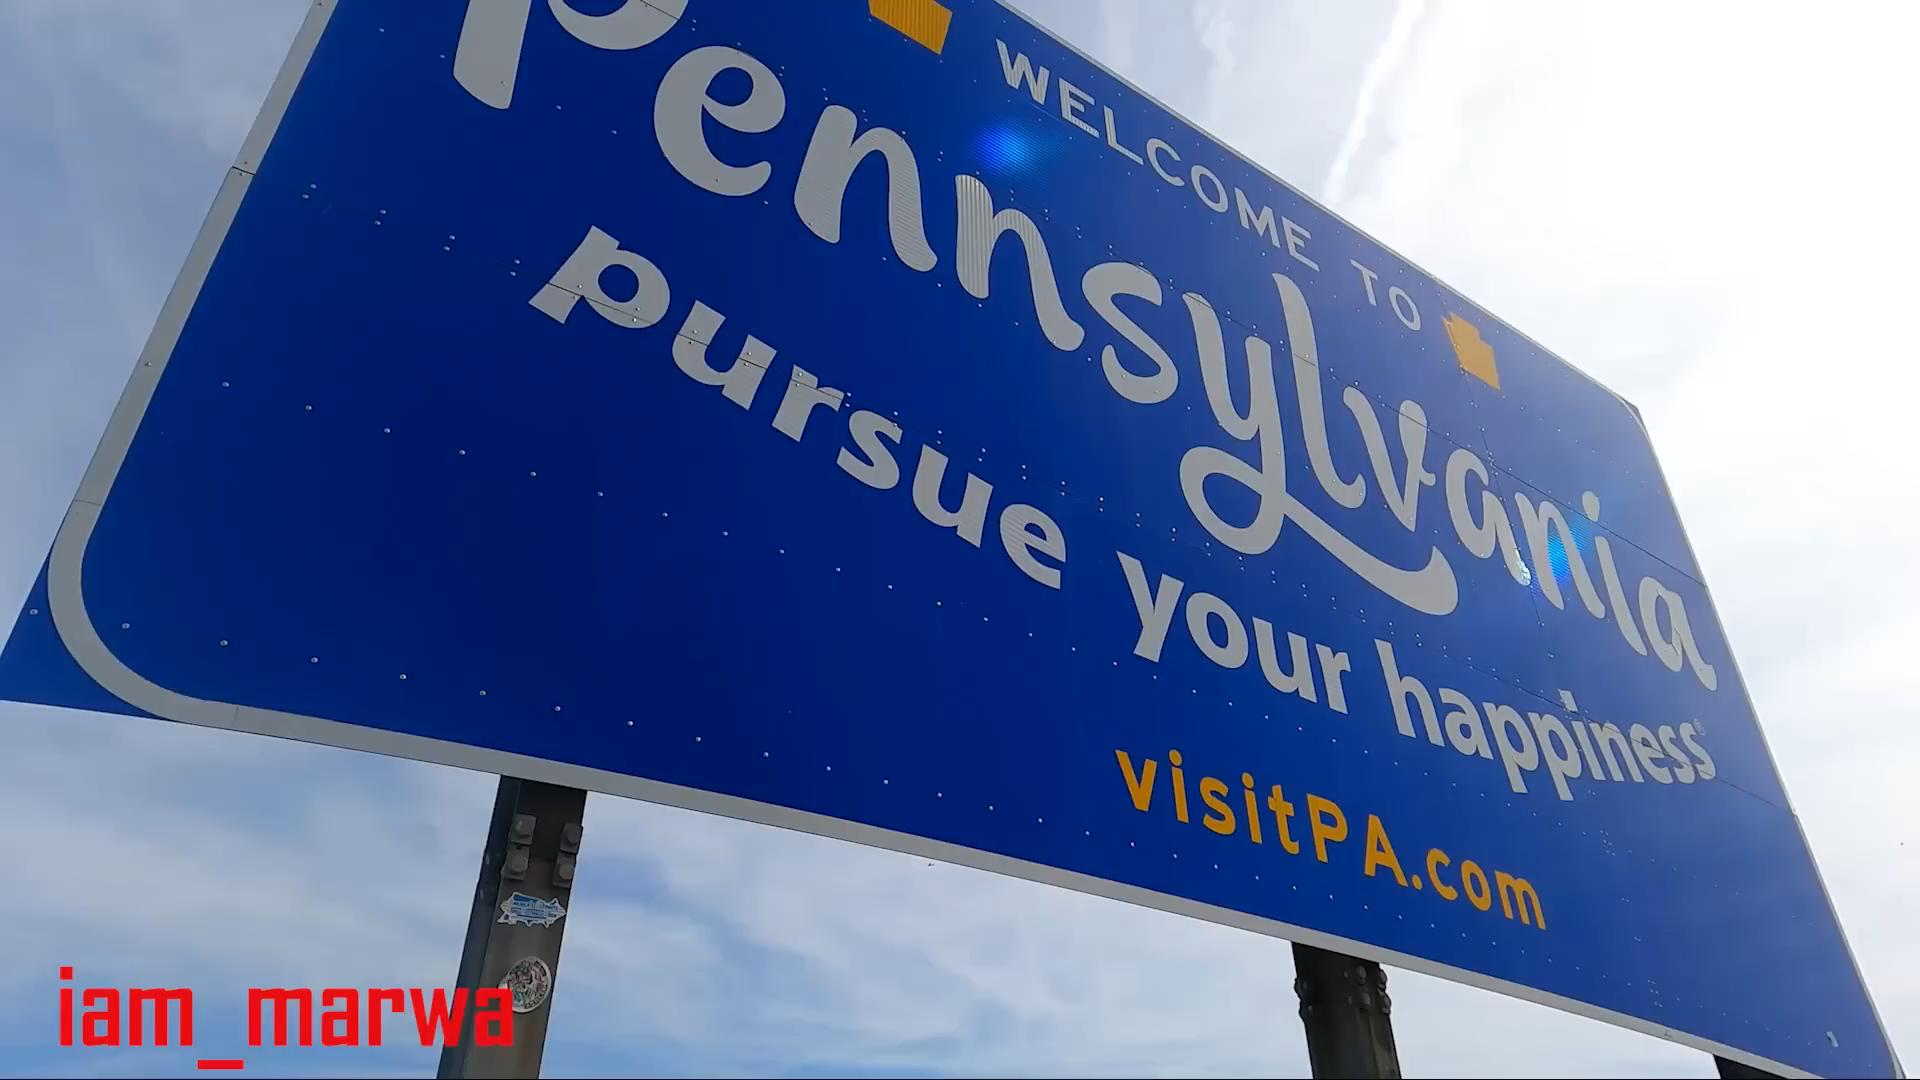 WELCOME TO
Pennsylvania
pursue your happiness®
visitPA.com
iam_marwa